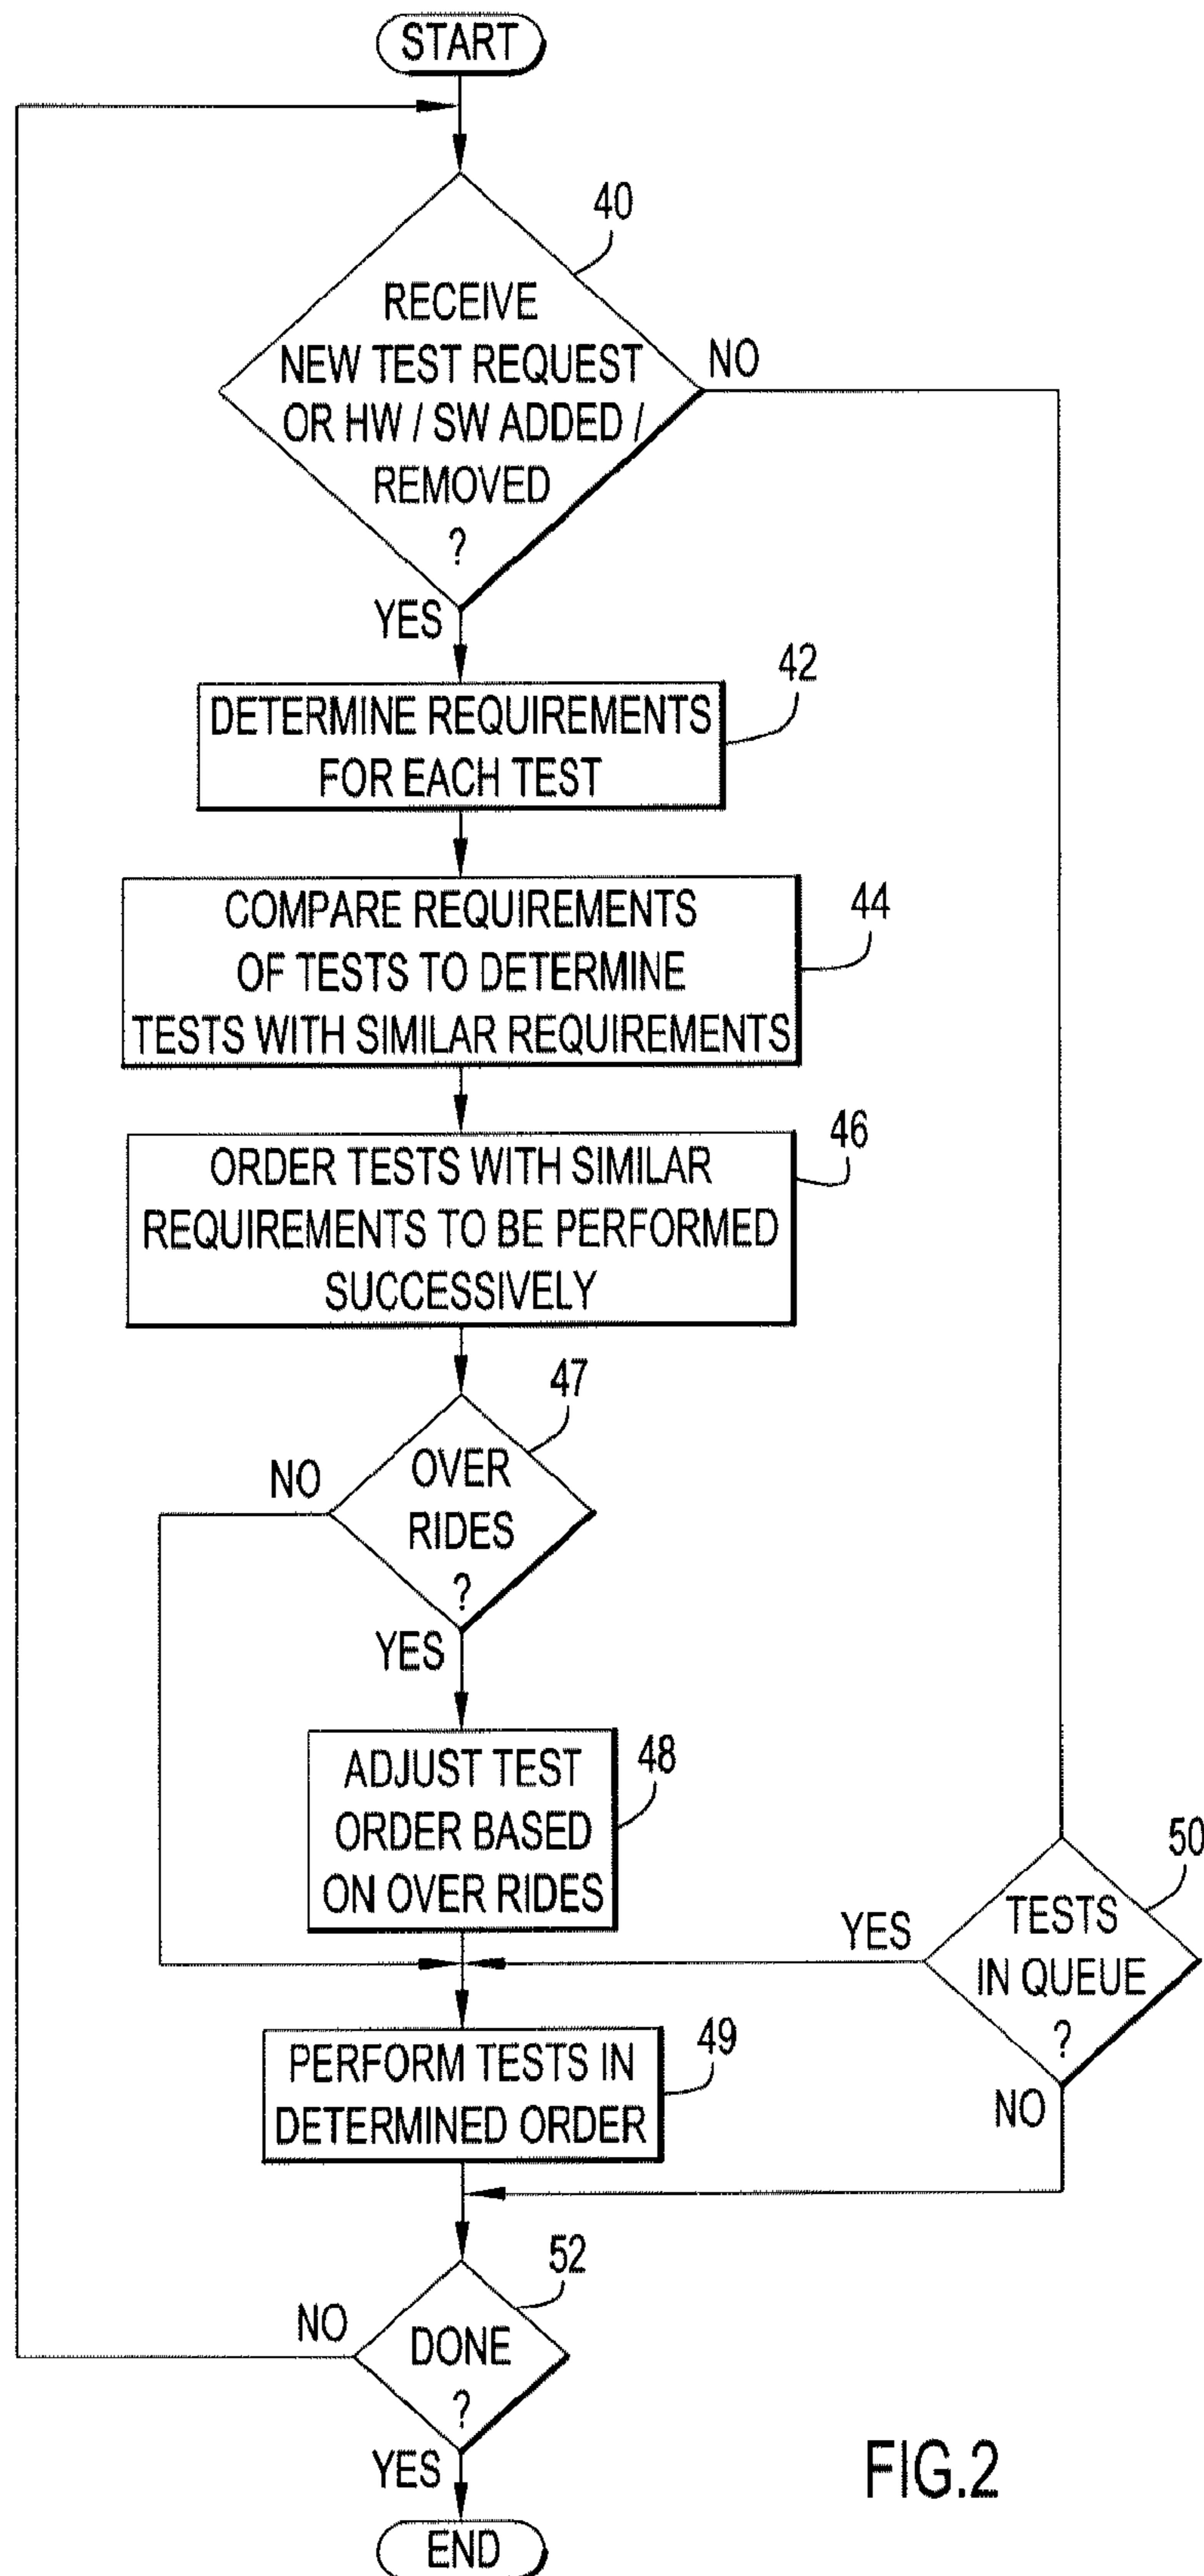 START
40
RECEIVE
NEW TEST REQUEST
OR HW / SW ADDED /
REMOVED
?
NO
YES
42
DETERMINE REQUIREMENTS
FOR EACH TEST
44
COMPARE REQUIREMENTS
OF TESTS TO DETERMINE
TESTS WITH SIMILAR REQUIREMENTS
46
ORDER TESTS WITH SIMILAR
REQUIREMENTS TO BE PERFORMED
SUCCESSIVELY
47
NO
OVER
RIDES
?
YES
48
ADJUST TEST
ORDER BASED
ON OVER RIDES
50
YES
TESTS
IN QUEUE
?
NO
49
PERFORM TESTS IN
DETERMINED ORDER
52
NO
DONE
?
YES
END
FIG.2